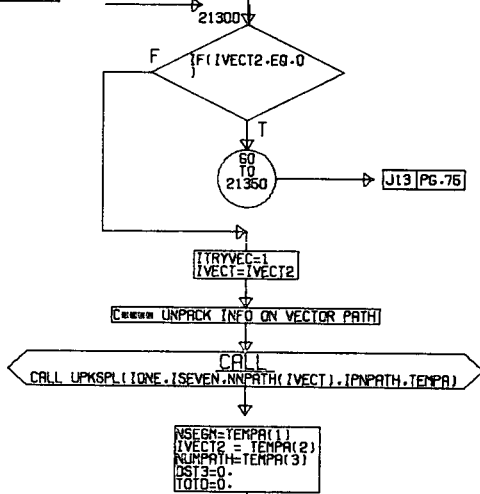 21300
F
IF(IVECT2.EQ.0
)
T
GO
TO
21350
J13 PG.76
ITRYVEC=1
IVECT=IVECT2
C**** UNPACK INFO ON VECTOR PATH
CALL
CALL UPKSPL(IONE.ISEVEN.NNPATH(IVECT).IPNPATH.TEMPA)
NSEGM=TEMPA(1)
IVECT2 = TEMPA(2)
NUMPATH=TEMPA(3)
DST3=0.
TOTD=0.